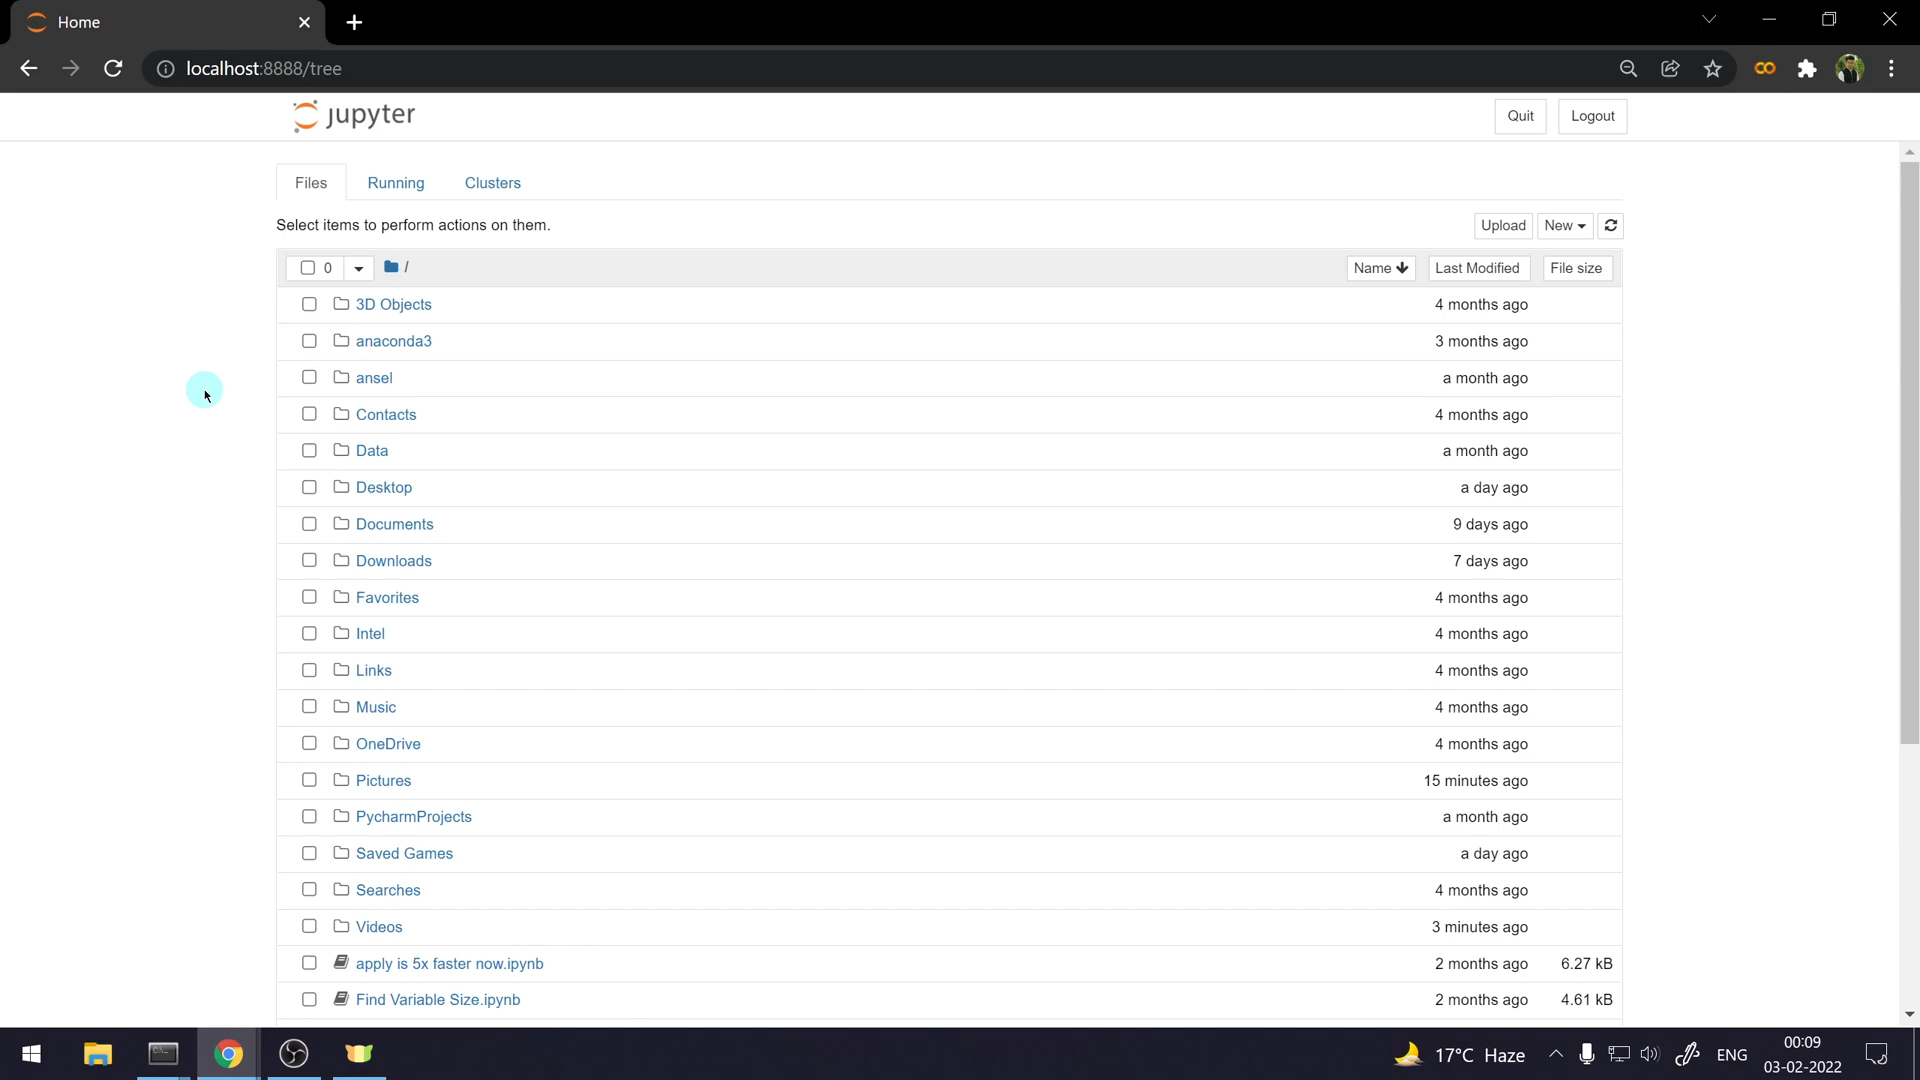 Home
localhost:8888/tree
jupyter
Quit
Logout
Files
Running
Clusters
Select items to perform actions on them.
Upload
New
0
/
Name
Last Modified
File size
3D Objects
4 months ago
anaconda3
3 months ago
ansel
a month ago
Contacts
4 months ago
Data
a month ago
Desktop
a day ago
Documents
9 days ago
Downloads
7 days ago
Favorites
4 months ago
Intel
4 months ago
Links
4 months ago
Music
4 months ago
OneDrive
4 months ago
Pictures
15 minutes ago
PycharmProjects
a month ago
Saved Games
a day ago
Searches
4 months ago
Videos
3 minutes ago
apply is 5x faster now.ipynb
2 months ago
6.27 kB
Find Variable Size.ipynb
2 months ago
4.61 kB
17°C Haze
ENG
00:09
03-02-2022